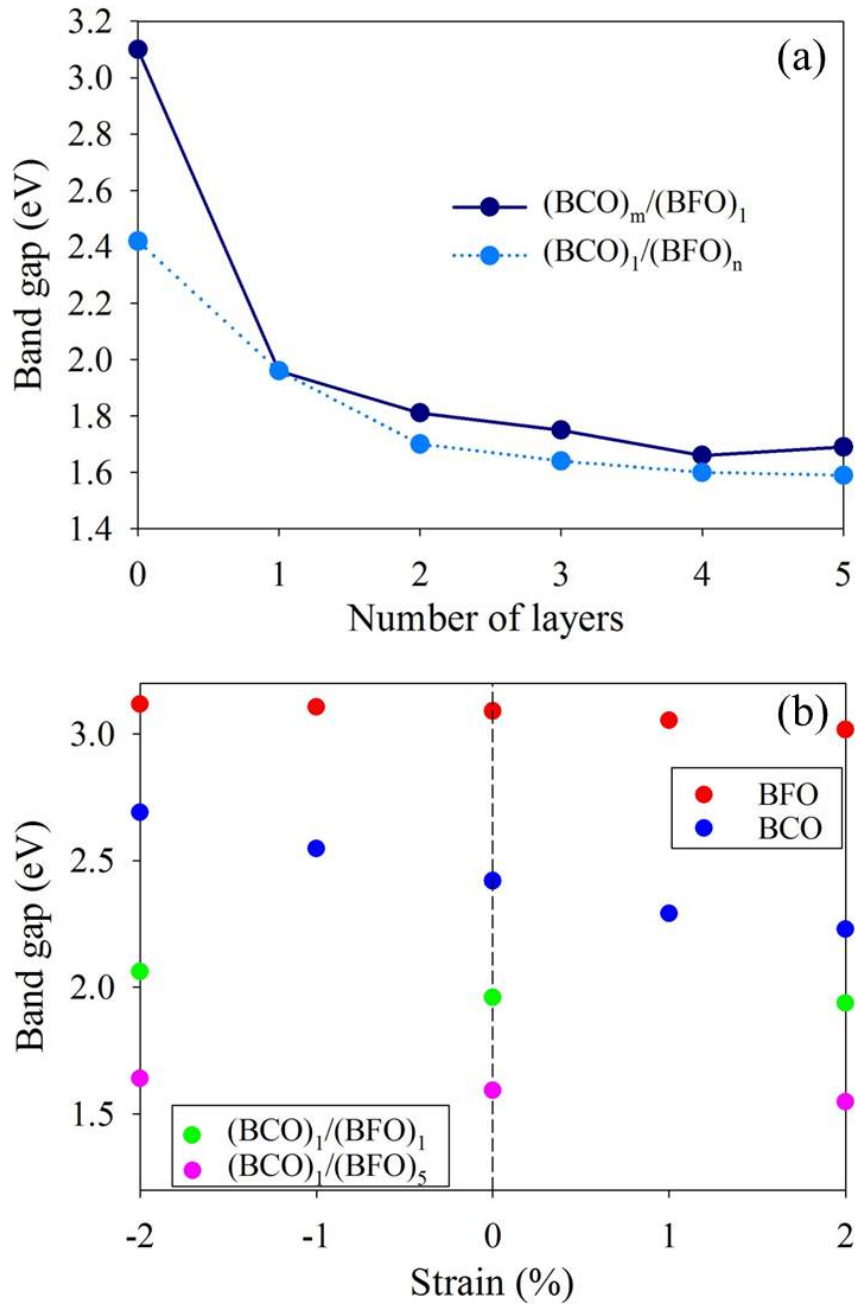 (a)
3.2
3.0
2.8
2.6
2.4
2.2
2.0
1.8
1.6
1.4
Band gap (eV)
(BCO)m/(BFO)1
(BCO)1/(BFO)n
0 1 2 3 4 5
Number of layers
(b)
3.0
2.5
2.0
1.5
Band gap (eV)
BFO
BCO
(BCO)1/(BFO)1
(BCO)1/(BFO)5
-2 -1 0 1 2
Strain (%)